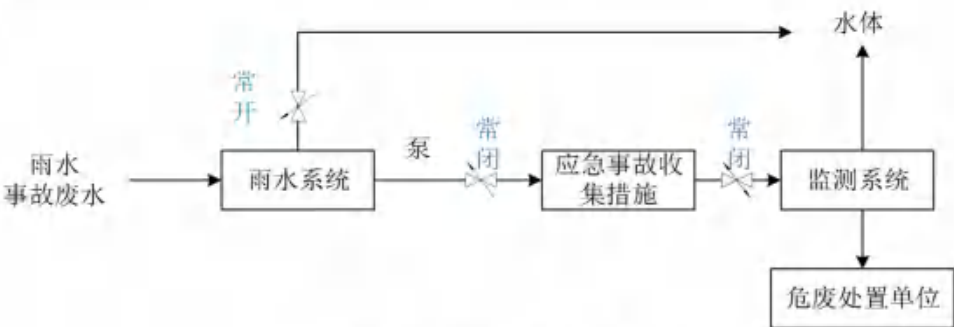 水体
常
开
雨水
事故废水
雨水系统
泵
常
闭
应急事故收
集措施
常
闭
监测系统
危废处置单位